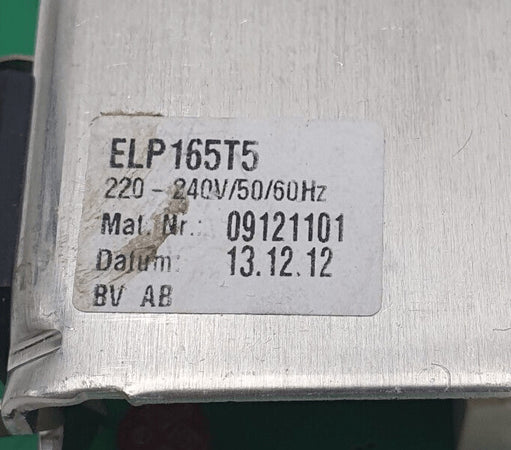 ELP165T5
220 - 240V/50/60Hz
Mat. Nr.: 09121101
Datum: 13.12.12
BV AB